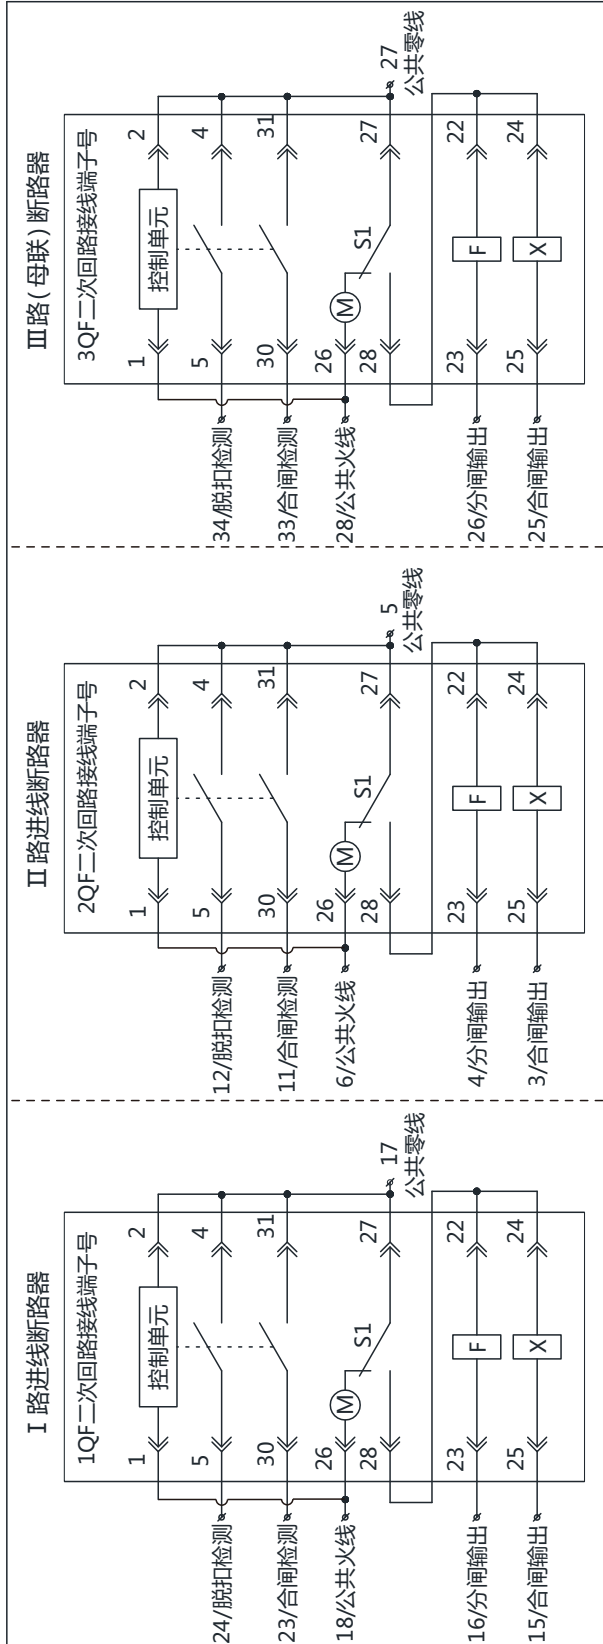 Ⅰ路进线断路器
1QF二次回路接线端子号
1
控制单元
2
24/脱扣检测
5
4
23/合闸检测
30
31
18/公共火线
26
M
S1
28
27
17
公共零线
16/分闸输出
23
F
22
15/合闸输出
25
X
24
Ⅱ路进线断路器
2QF二次回路接线端子号
1
控制单元
2
12/脱扣检测
5
4
11/合闸检测
30
31
6/公共火线
26
M
S1
28
27
5
公共零线
4/分闸输出
23
F
22
3/合闸输出
25
X
24
Ⅲ路(母联)断路器
3QF二次回路接线端子号
1
控制单元
2
34/脱扣检测
5
4
33/合闸检测
30
31
28/公共火线
26
M
S1
28
27
27
公共零线
26/分闸输出
23
F
22
25/合闸输出
25
X
24